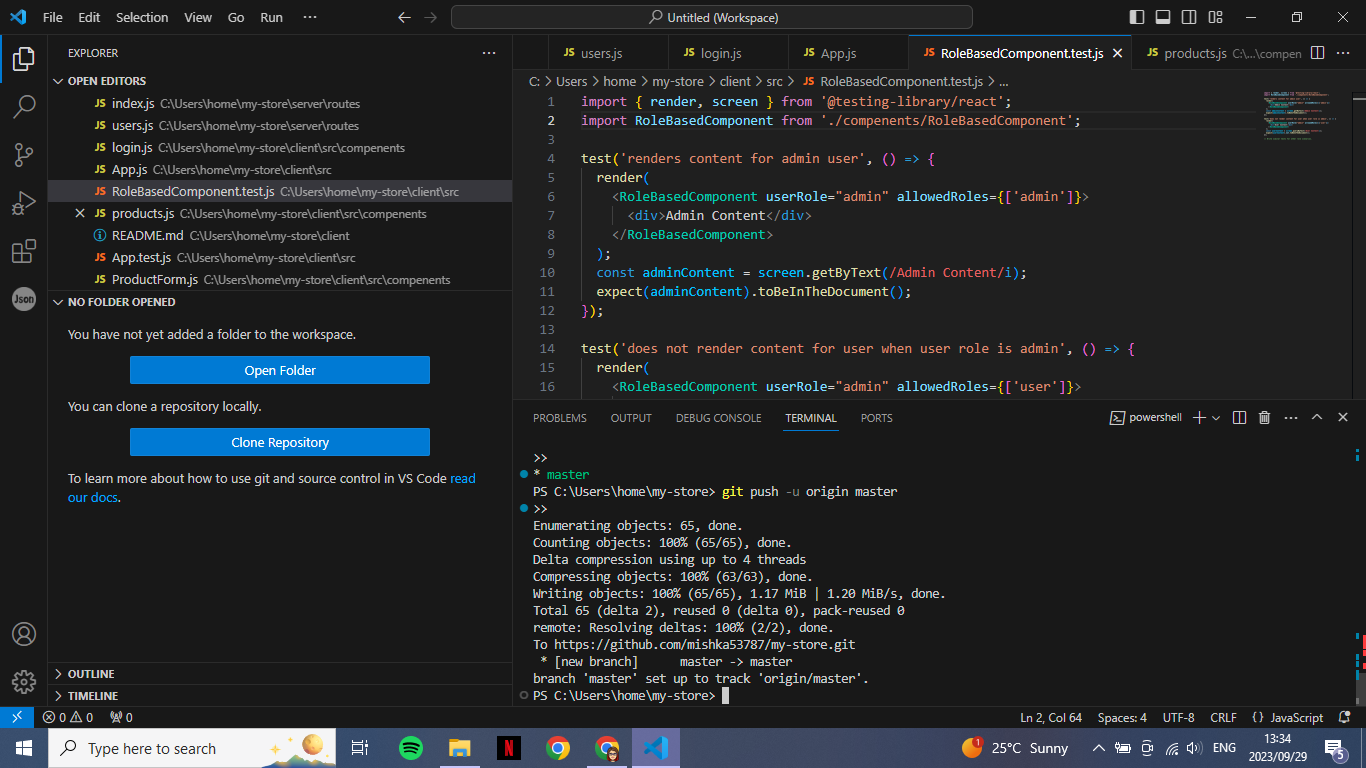 File Edit Selection View Go Run ···
Untitled (Workspace)
EXPLORER
OPEN EDITORS
JS index.js C:\Users\home\my-store\server\routes
JS users.js C:\Users\home\my-store\server\routes
JS login.js C:\Users\home\my-store\client\src\compenents
JS App.js C:\Users\home\my-store\client\src
JS RoleBasedComponent.test.js C:\Users\home\my-store\client\src
JS products.js C:\Users\home\my-store\client\src\compenents
README.md C:\Users\home\my-store\client
JS App.test.js C:\Users\home\my-store\client\src
JS ProductForm.js C:\Users\home\my-store\client\src\compenents
Json
NO FOLDER OPENED
You have not yet added a folder to the workspace.
Open Folder
You can clone a repository locally.
Clone Repository
To learn more about how to use git and source control in VS Code read
our docs.
OUTLINE
TIMELINE
JS users.js JS login.js JS App.js JS RoleBasedComponent.test.js JS products.js C:\...\compen
C: > Users > home > my-store > client > src > JS RoleBasedComponent.test.js > ...
1 import { render, screen } from '@testing-library/react';
2 import RoleBasedComponent from './compenents/RoleBasedComponent';
3
4 test('renders content for admin user', () => {
5 render(
6 <RoleBasedComponent userRole="admin" allowedRoles={['admin']}>
7 <div>Admin Content</div>
8 </RoleBasedComponent>
9 );
10 const adminContent = screen.getByText(/Admin Content/i);
11 expect(adminContent).toBeInTheDocument();
12 });
13
14 test('does not render content for user when user role is admin', () => {
15 render(
16 <RoleBasedComponent userRole="admin" allowedRoles={['user']}>
PROBLEMS OUTPUT DEBUG CONSOLE TERMINAL PORTS powershell
>>
* master
PS C:\Users\home\my-store> git push -u origin master
>>
Enumerating objects: 65, done.
Counting objects: 100% (65/65), done.
Delta compression using up to 4 threads
Compressing objects: 100% (63/63), done.
Writing objects: 100% (65/65), 1.17 MiB | 1.20 MiB/s, done.
Total 65 (delta 2), reused 0 (delta 0), pack-reused 0
remote: Resolving deltas: 100% (2/2), done.
To https://github.com/mishka53787/my-store.git
* [new branch] master -> master
branch 'master' set up to track 'origin/master'.
PS C:\Users\home\my-store>
0 0 0 Ln 2, Col 64 Spaces: 4 UTF-8 CRLF {} JavaScript
Type here to search
1 25°C Sunny ENG
13:34
2023/09/29
5